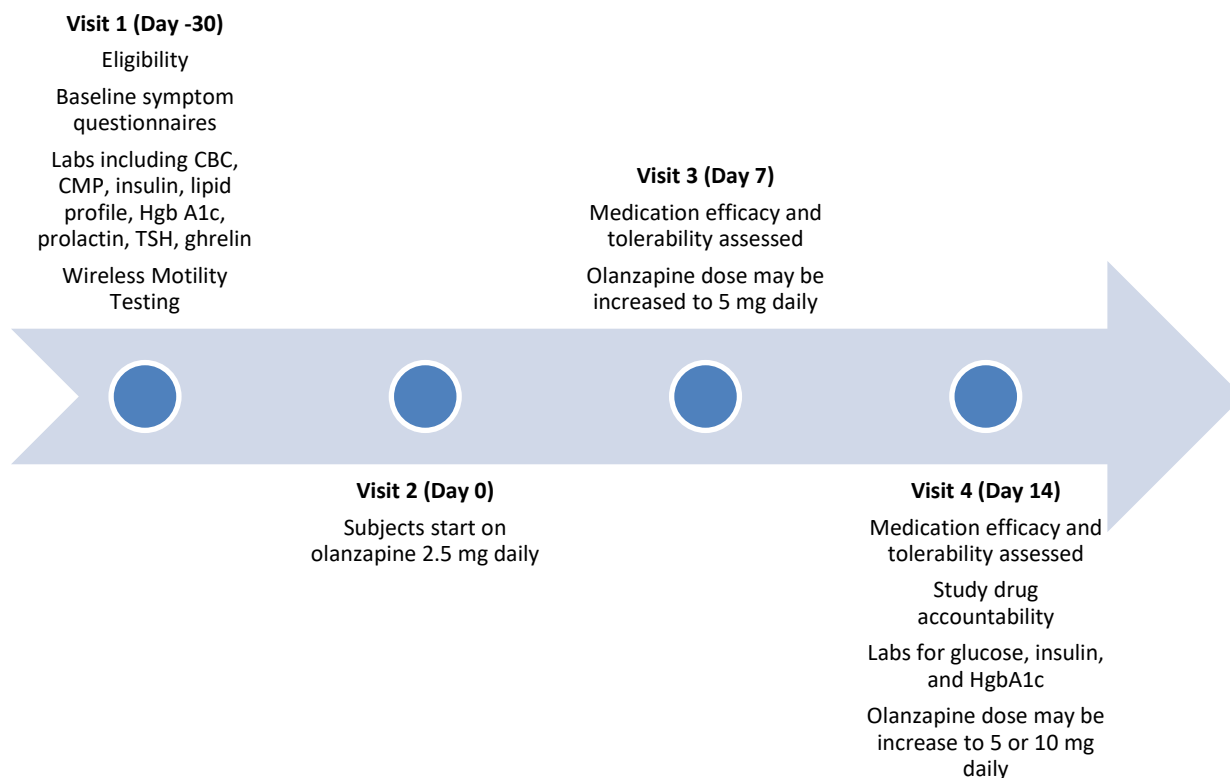 Visit 1 (Day -30)
Eligibility
Baseline symptom
questionnaires
Labs including CBC,
CMP, insulin, lipid
profile, Hgb A1c,
prolactin, TSH, ghrelin
Wireless Motility
Testing
Visit 2 (Day 0)
Subjects start on
olanzapine 2.5 mg daily
Visit 3 (Day 7)
Medication efficacy and
tolerability assessed
Olanzapine dose may be
increased to 5 mg daily
Visit 4 (Day 14)
Medication efficacy and
tolerability assessed
Study drug
accountability
Labs for glucose, insulin,
and HgbA1c
Olanzapine dose may be
increase to 5 or 10 mg
daily